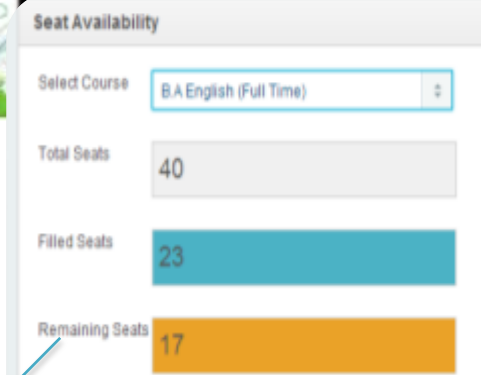 Seat Availability
Select Course
B.A English (Full Time)
Total Seats
40
Filled Seats
23
Remaining Seats
17